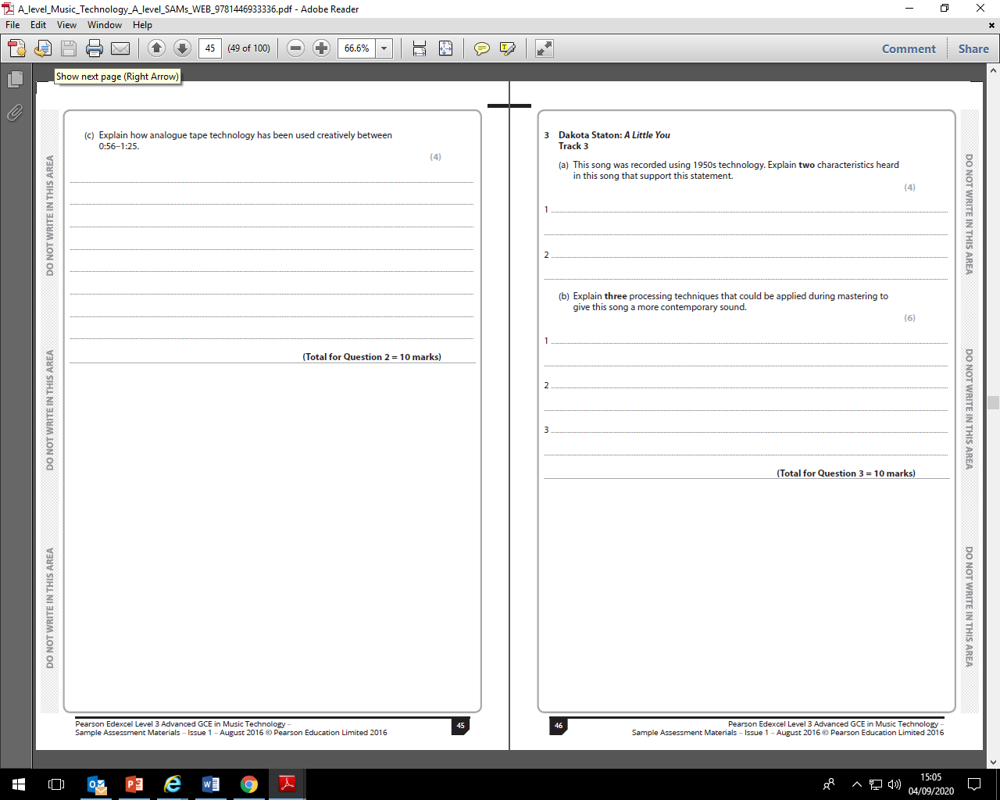 A_level_Music_Technology_A_level_SAMs_WEB_9781446933336.pdf - Adobe Reader
File Edit View Window Help
45 (49 of 100) 66.6% Comment Share
Show next page (Right Arrow)
(c) Explain how analogue tape technology has been used creatively between
0:56–1:25.
(4)
(Total for Question 2 = 10 marks)
DO NOT WRITE IN THIS AREA
DO NOT WRITE IN THIS AREA
DO NOT WRITE IN THIS AREA
Pearson Edexcel Level 3 Advanced GCE in Music Technology –
Sample Assessment Materials – Issue 1 – August 2016 © Pearson Education Limited 2016
45
3 Dakota Staton: A Little You
Track 3
(a) This song was recorded using 1950s technology. Explain two characteristics heard
in this song that support this statement.
(4)
1
2
(b) Explain three processing techniques that could be applied during mastering to
give this song a more contemporary sound.
(6)
1
2
3
(Total for Question 3 = 10 marks)
DO NOT WRITE IN THIS AREA
DO NOT WRITE IN THIS AREA
DO NOT WRITE IN THIS AREA
46
Pearson Edexcel Level 3 Advanced GCE in Music Technology –
Sample Assessment Materials – Issue 1 – August 2016 © Pearson Education Limited 2016
15:05
04/09/2020